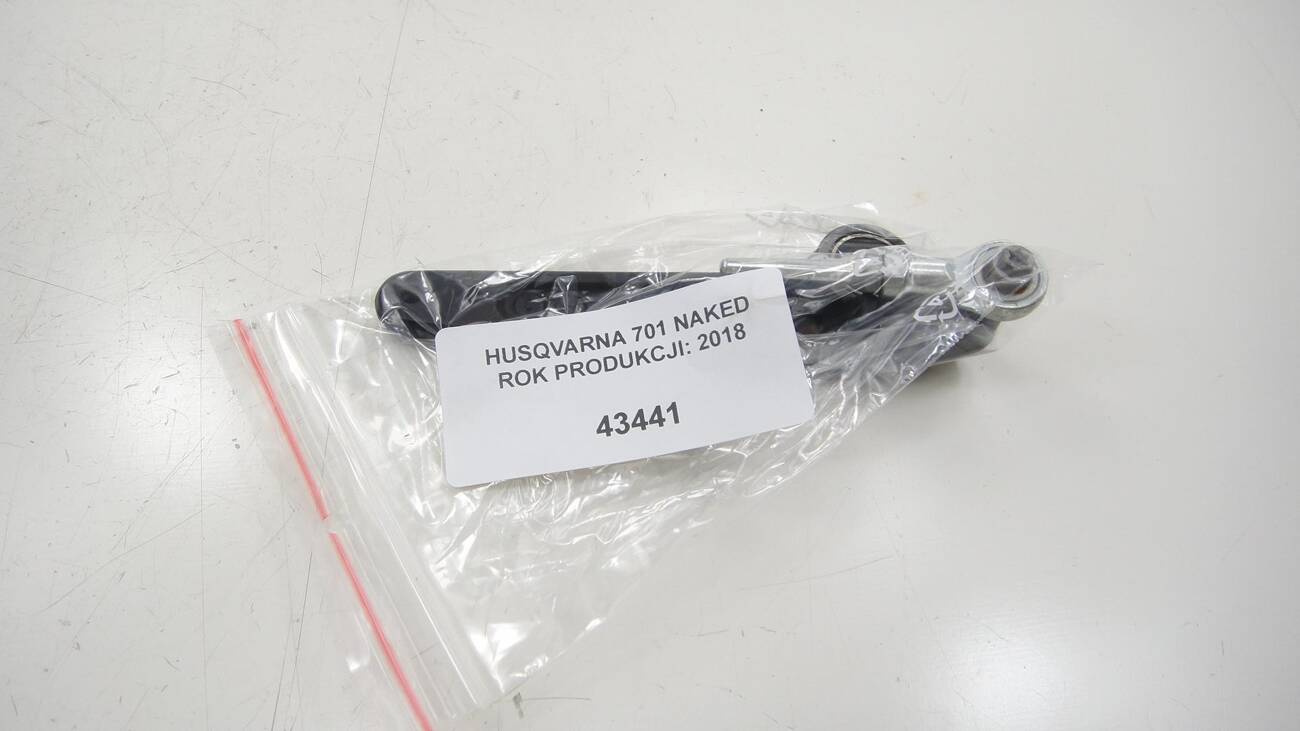 HUSQVARNA 701 NAKED
ROK PRODUKCJI: 2018
43441